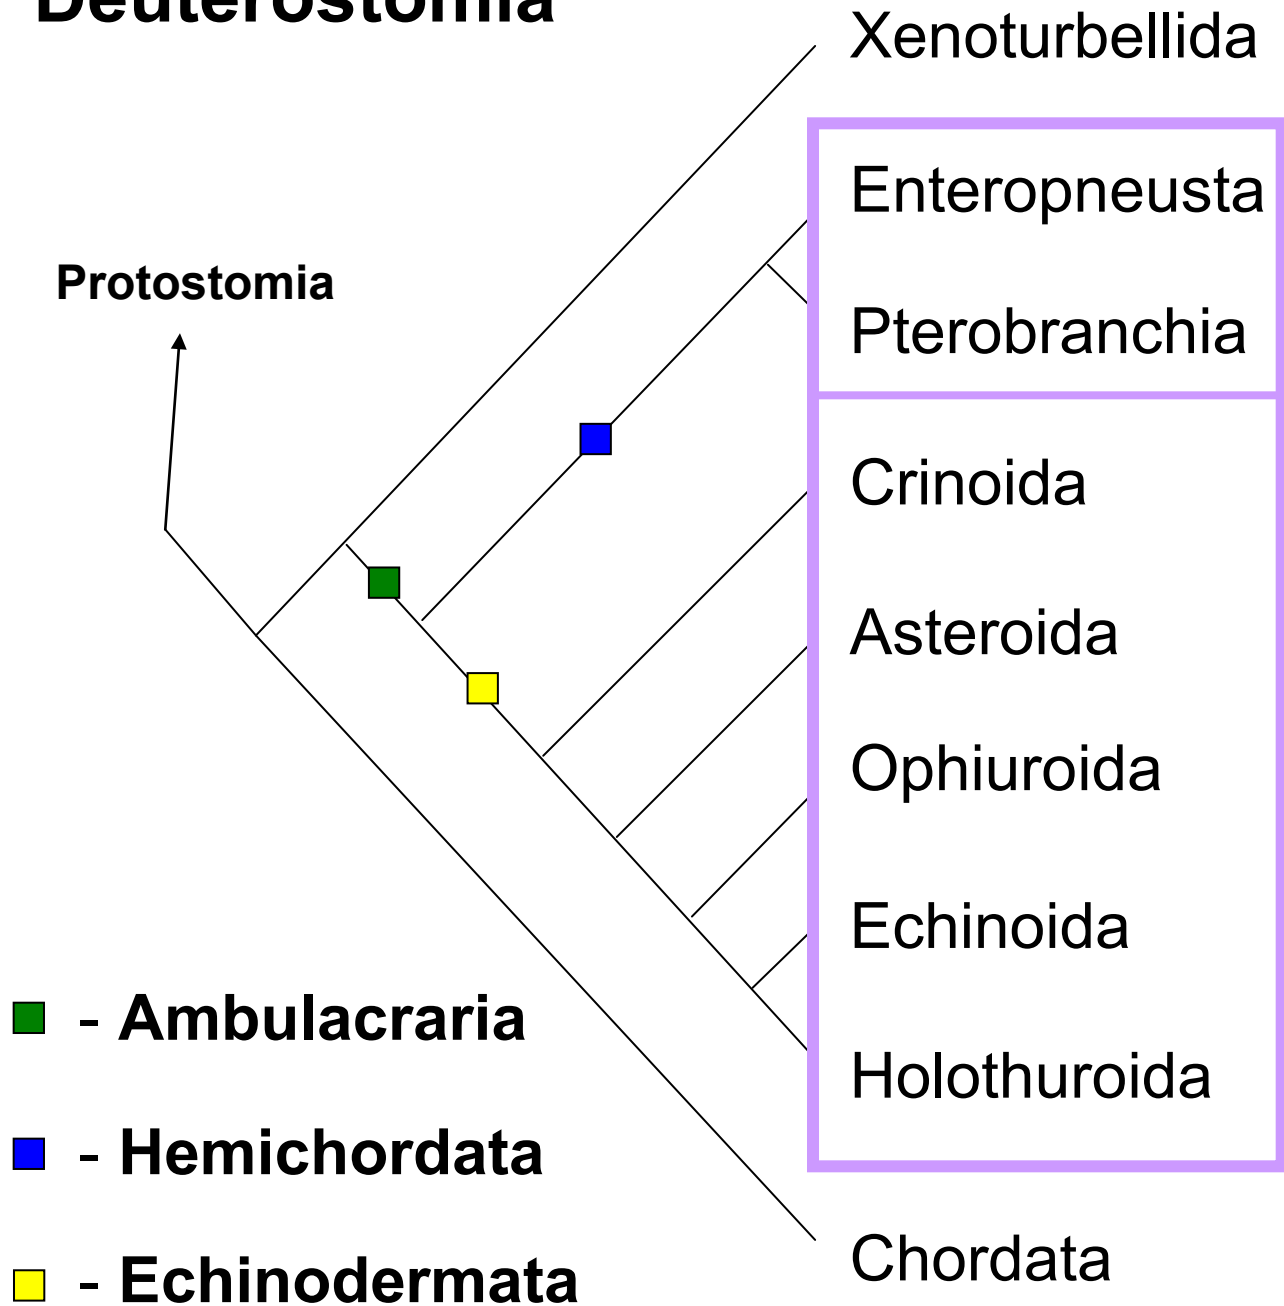 Deuterostomia
Xenoturbellida
Enteropneusta
Protostomia
Pterobranchia
Crinoida
Asteroida
Ophiuroida
Echinoida
Holothuroida
Chordata
- Ambulacraria
- Hemichordata
- Echinodermata